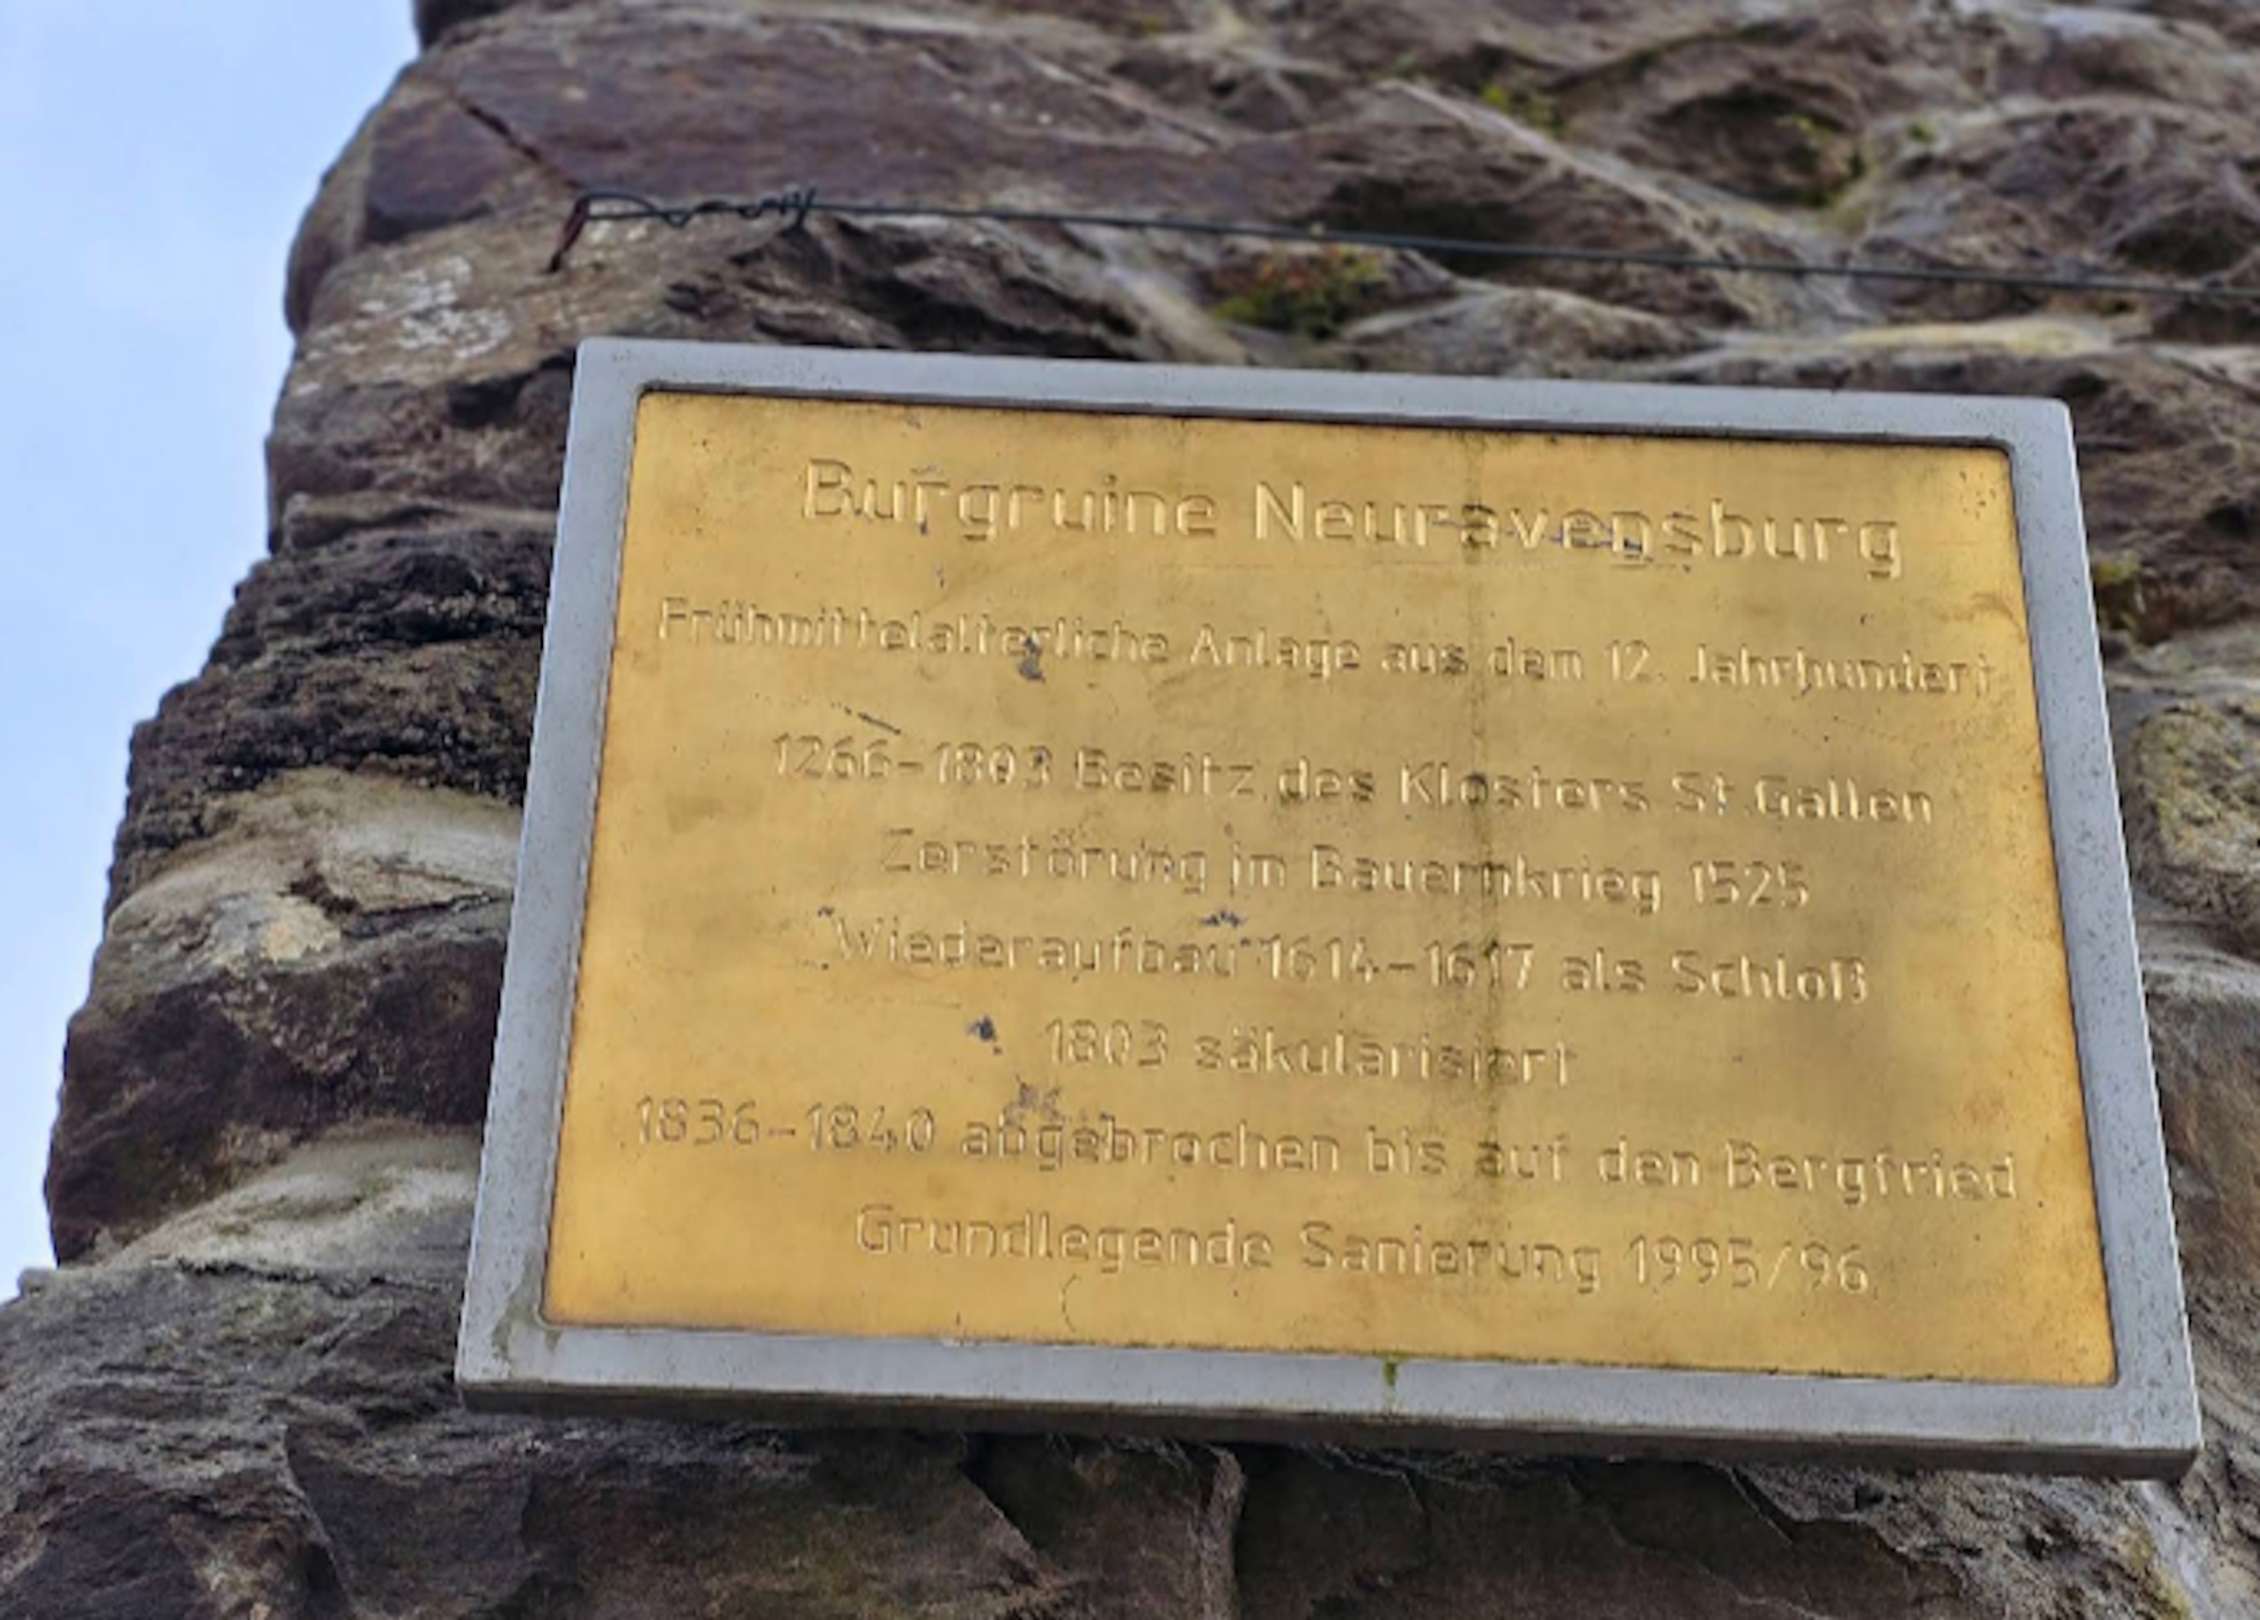 Burgruine Neuravensburg
Frühmittelalterliche Anlage aus dem 12. Jahrhundert
1266-1803 Besitz des Klosters St.Gallen
Zerstörung im Bauernkrieg 1525
Wiederaufbau 1614-1617 als Schloß
1803 säkularisiert
1836-1840 abgebrochen bis auf den Bergfried
Grundlegende Sanierung 1995/96